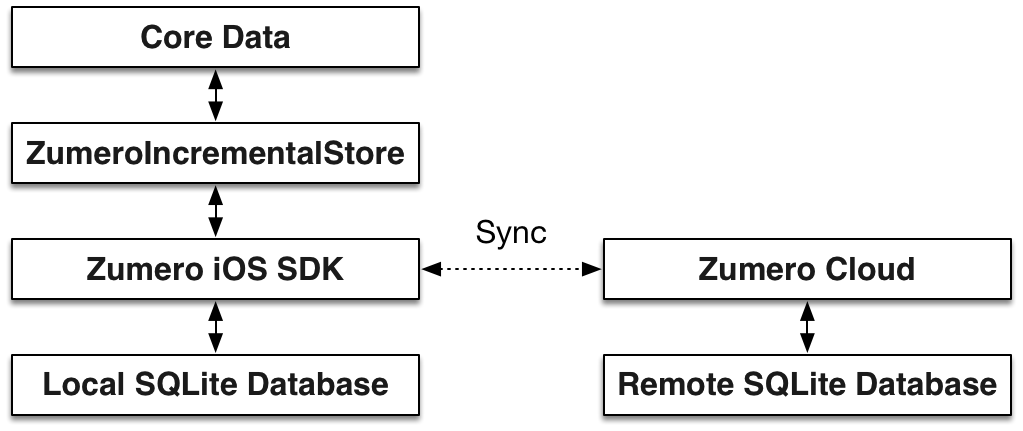 Core Data
ZumeroIncrementalStore
Sync
Zumero iOS SDK
Zumero Cloud
Local SQLite Database
Remote SQLite Database